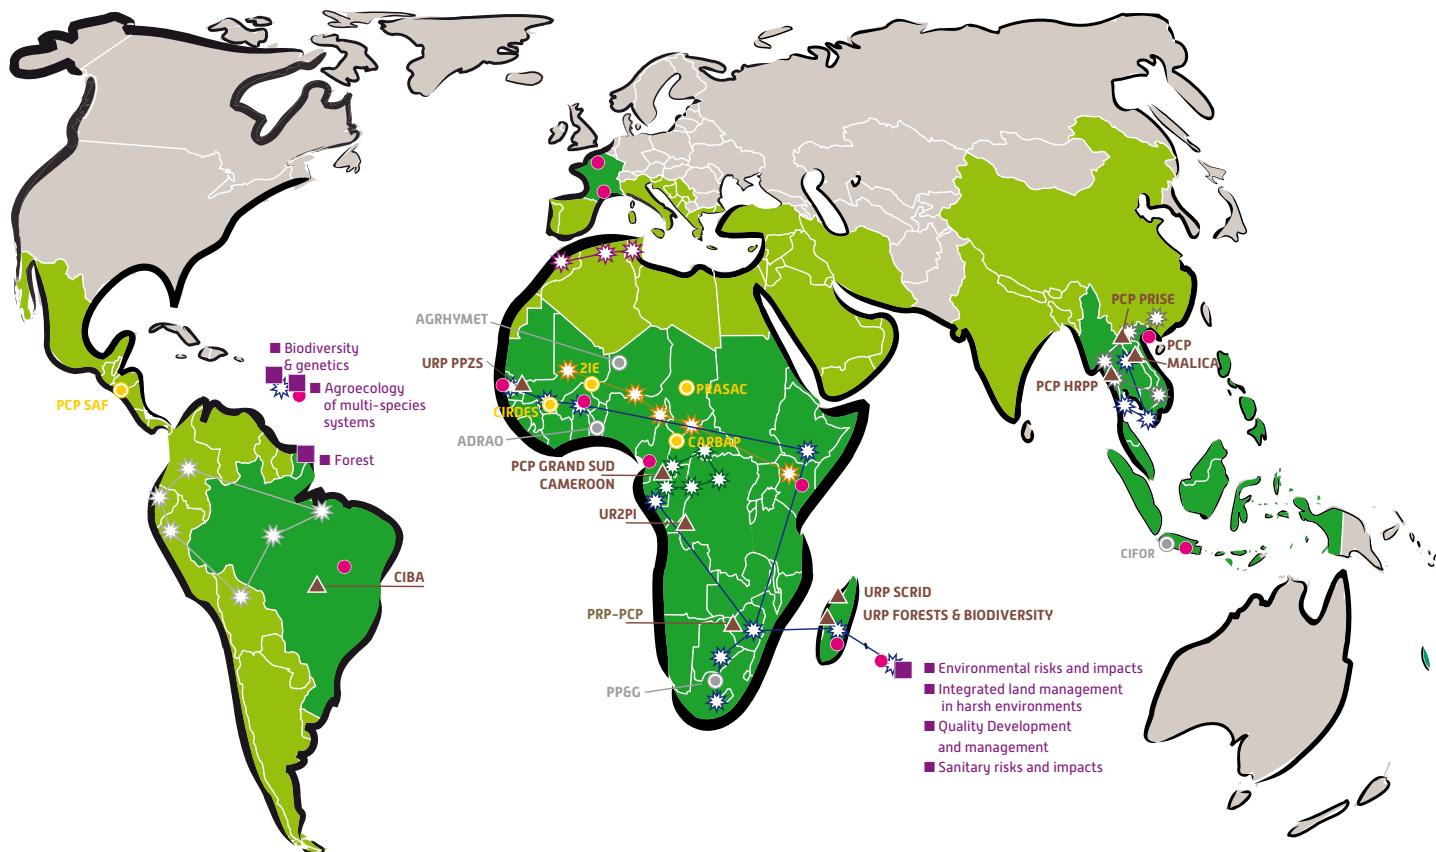 PCP PRISE
AGRHYMET
Biodiversity
& genetics
PCP
MALICA
URP PPZS
2IE
Agroecology
of multi-species
systems
PCP HRPP
PRASAC
PCP SAF
CIRDES
ADRAO
CARBAP
Forest
PCP GRAND SUD
CAMEROON
UR2PI
CIFOR
CIBA
URP SCRID
PRP-PCP
URP FORESTS & BIODIVERSITY
Environmental risks and impacts
PP&G
Integrated land management
in harsh environments
Quality Development
and management
Sanitary risks and impacts